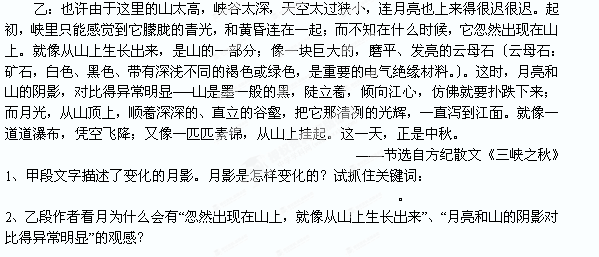 乙：也许由于这里的山太高，峡谷太深，天空太过狭小，连月亮也上来得很迟很迟。起
初，峡里只能感觉到它朦胧的青光，和黄昏连在一起；而不知在什么时候，它忽然出现在山
上。就像从山上生长出来，是山的一部分；像一块巨大的，磨平、发亮的云母石〔云母石：
矿石，白色、黑色、带有深浅不同的褐色或绿色，是重要的电气绝缘材料。〕。这时，月亮和
山的阴影，对比得异常明显——山是墨一般的黑，陡立着，倾向江心，仿佛就要扑跌下来；
而月光，从山顶上，顺着深深的、直立的谷壑，把它那清冽的光辉，一直泻到江面。就像一
道道瀑布，凭空飞降；又像一匹匹素锦，从山上挂起。这一天，正是中秋。
——节选自方纪散文《三峡之秋》
1、甲段文字描述了变化的月影。月影是怎样变化的？试抓住关键词：
。
2、乙段作者看月为什么会有“忽然出现在山上，就像从山上生长出来”、“月亮和山的阴影对
比得异常明显”的观感？